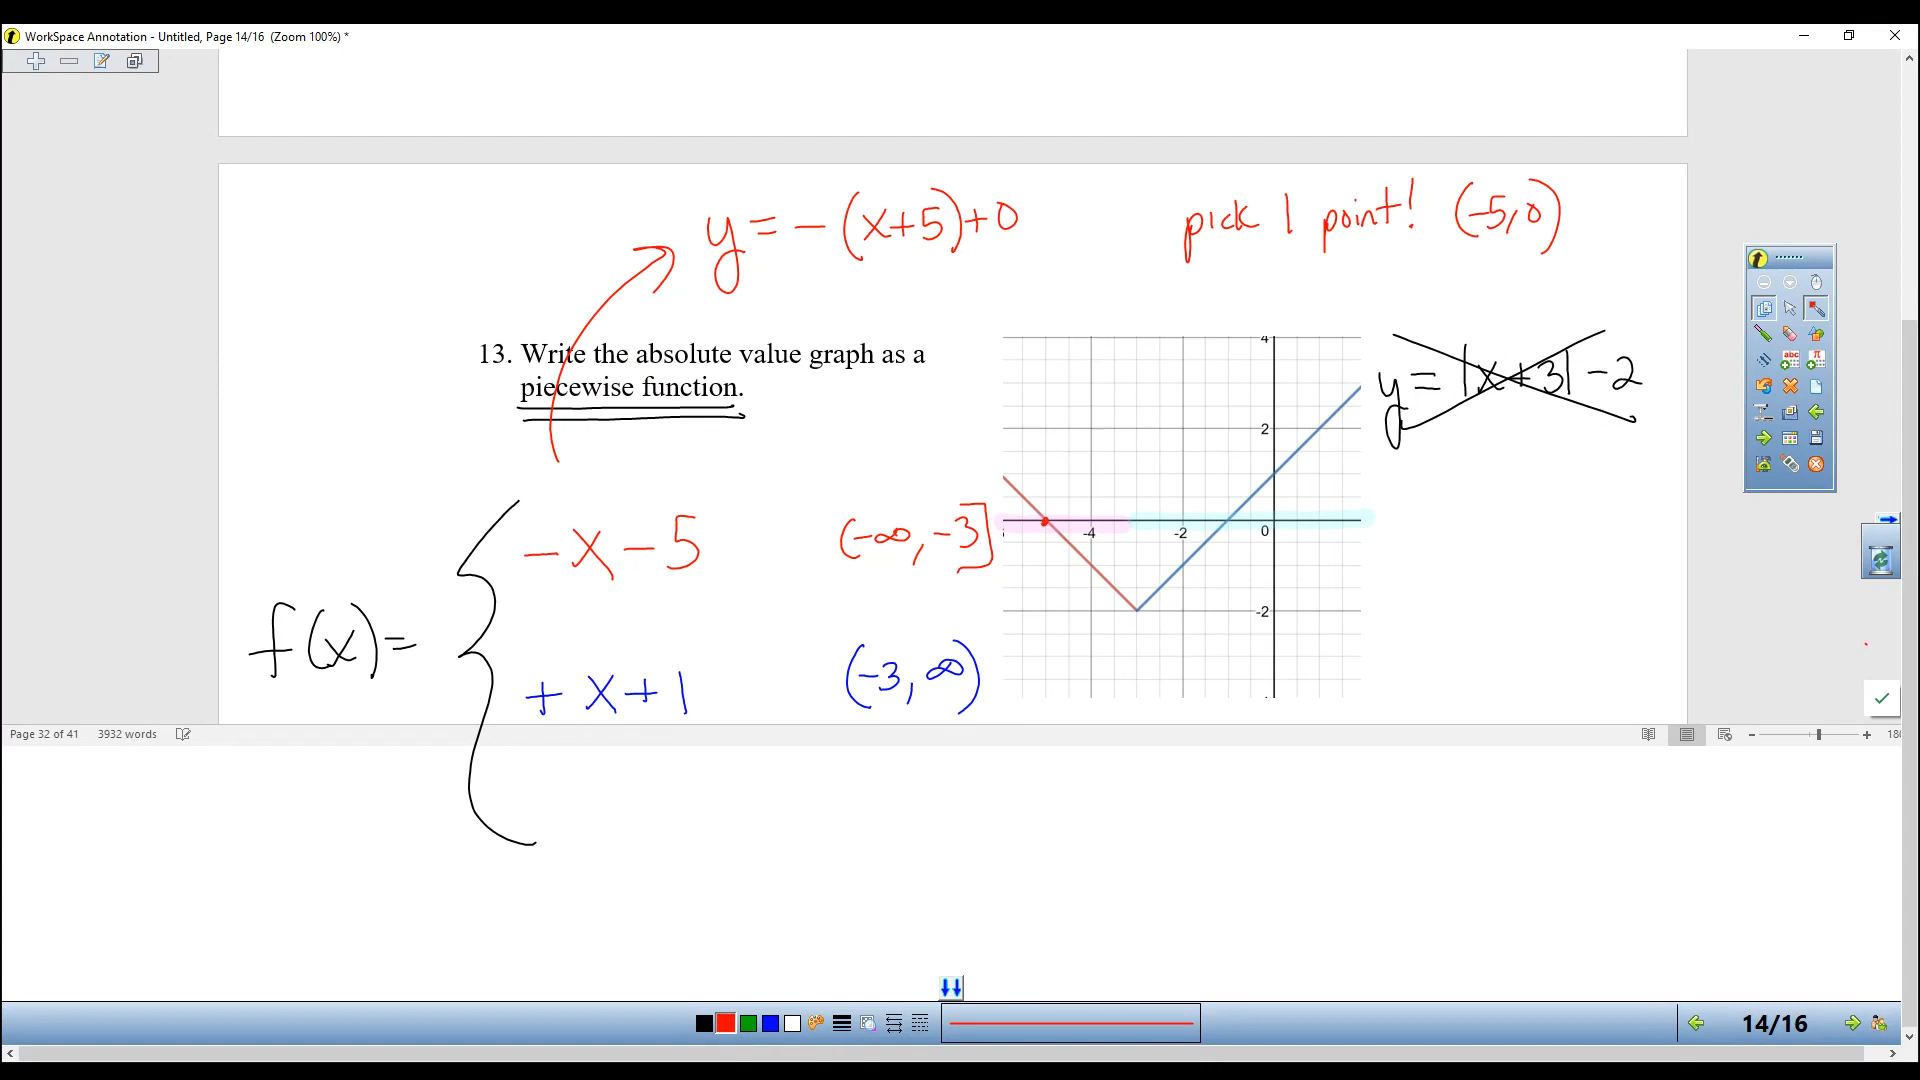 WorkSpace Annotation - Untitled, Page 14/16 (Zoom 100%) *
y = -(x+5)+0
pick 1 point! (-5,0)
13. Write the absolute value graph as a
piecewise function.
y = |x+3| -2
4
2
-4
-2
0
-2
f(x)=
-x-5 (-∞,-3]
+x+1 (-3,∞)
abc
π
Page 32 of 41 3932 words
14/16